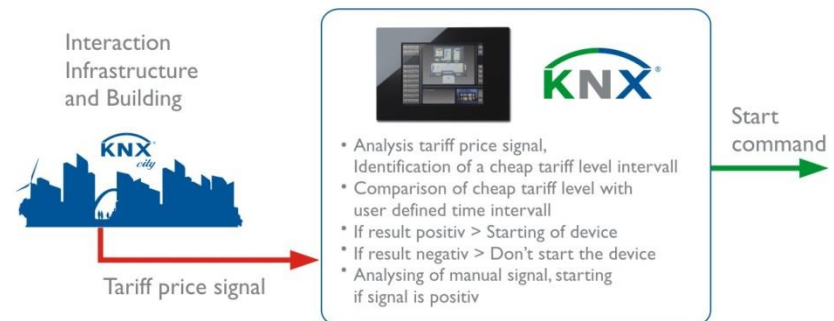 Interaction
Infrastructure
and Building
KNX
city
Tariff price signal
KNX®
• Analysis tariff price signal,
Identification of a cheap tariff level intervall
• Comparison of cheap tariff level with
user defined time intervall
• If result positiv > Starting of device
• If result negativ > Don't start the device
• Analysing of manual signal, starting
if signal is positiv
Start
command